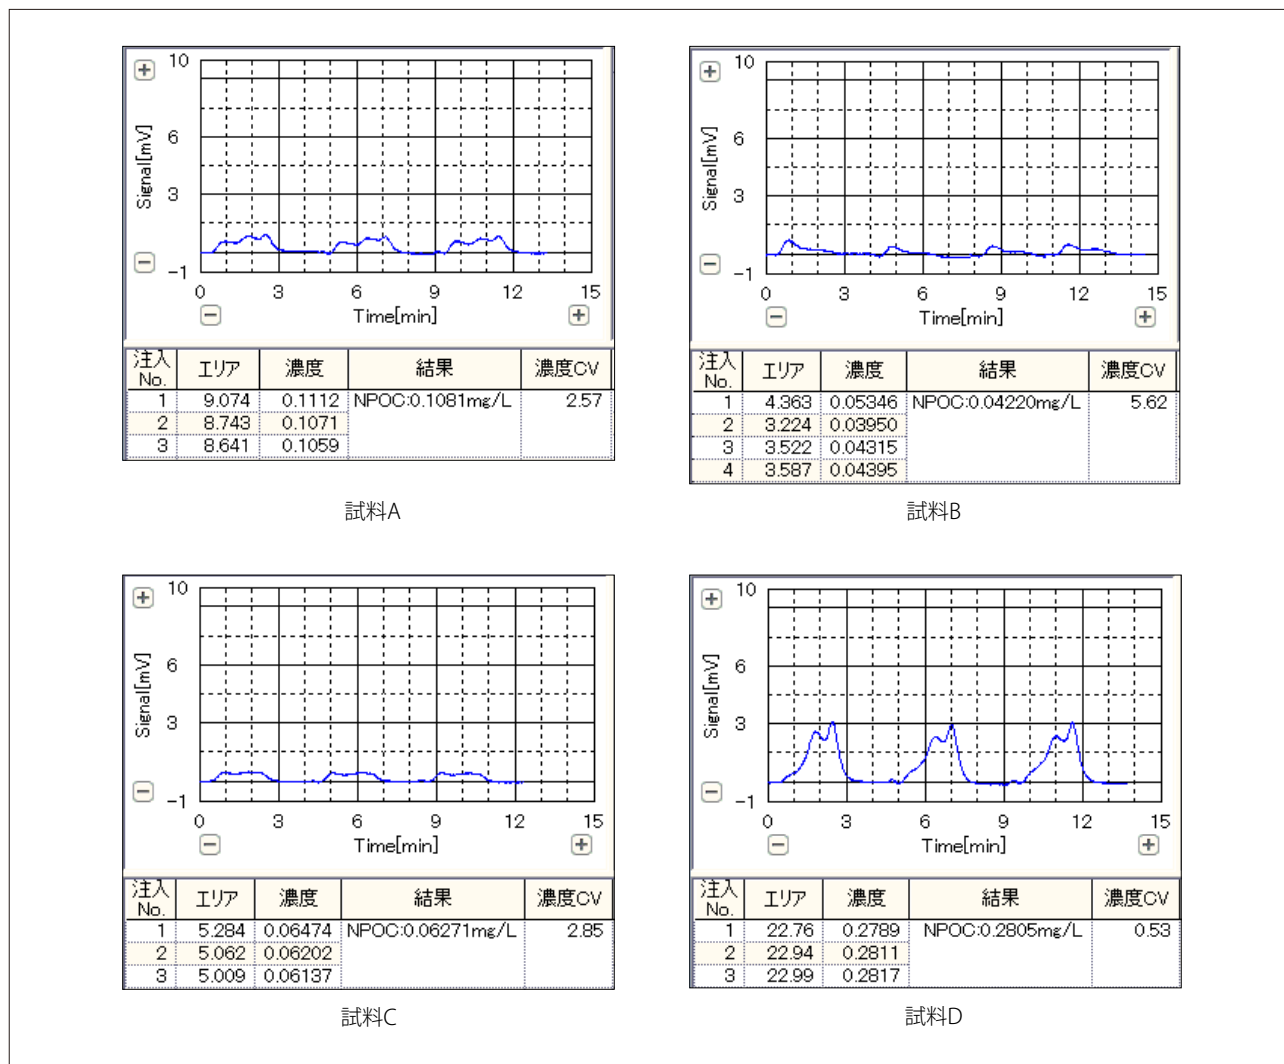 10
6
3
−1
Signal[mV]
0 3 6 9 12 15
Time[min]
注入No. エリア 濃度 結果 濃度CV
1 9.074 0.1112 NPOC:0.1081mg/L 2.57
2 8.743 0.1071
3 8.641 0.1059
試料A
10
6
3
−1
Signal[mV]
0 3 6 9 12 15
Time[min]
注入No. エリア 濃度 結果 濃度CV
1 4.363 0.05346 NPOC:0.04220mg/L 5.62
2 3.224 0.03950
3 3.522 0.04315
4 3.587 0.04395
試料B
10
6
3
−1
Signal[mV]
0 3 6 9 12 15
Time[min]
注入No. エリア 濃度 結果 濃度CV
1 5.284 0.06474 NPOC:0.06271mg/L 2.85
2 5.062 0.06202
3 5.009 0.06137
試料C
10
6
3
−1
Signal[mV]
0 3 6 9 12 15
Time[min]
注入No. エリア 濃度 結果 濃度CV
1 22.76 0.2789 NPOC:0.2805mg/L 0.53
2 22.94 0.2811
3 22.99 0.2817
試料D